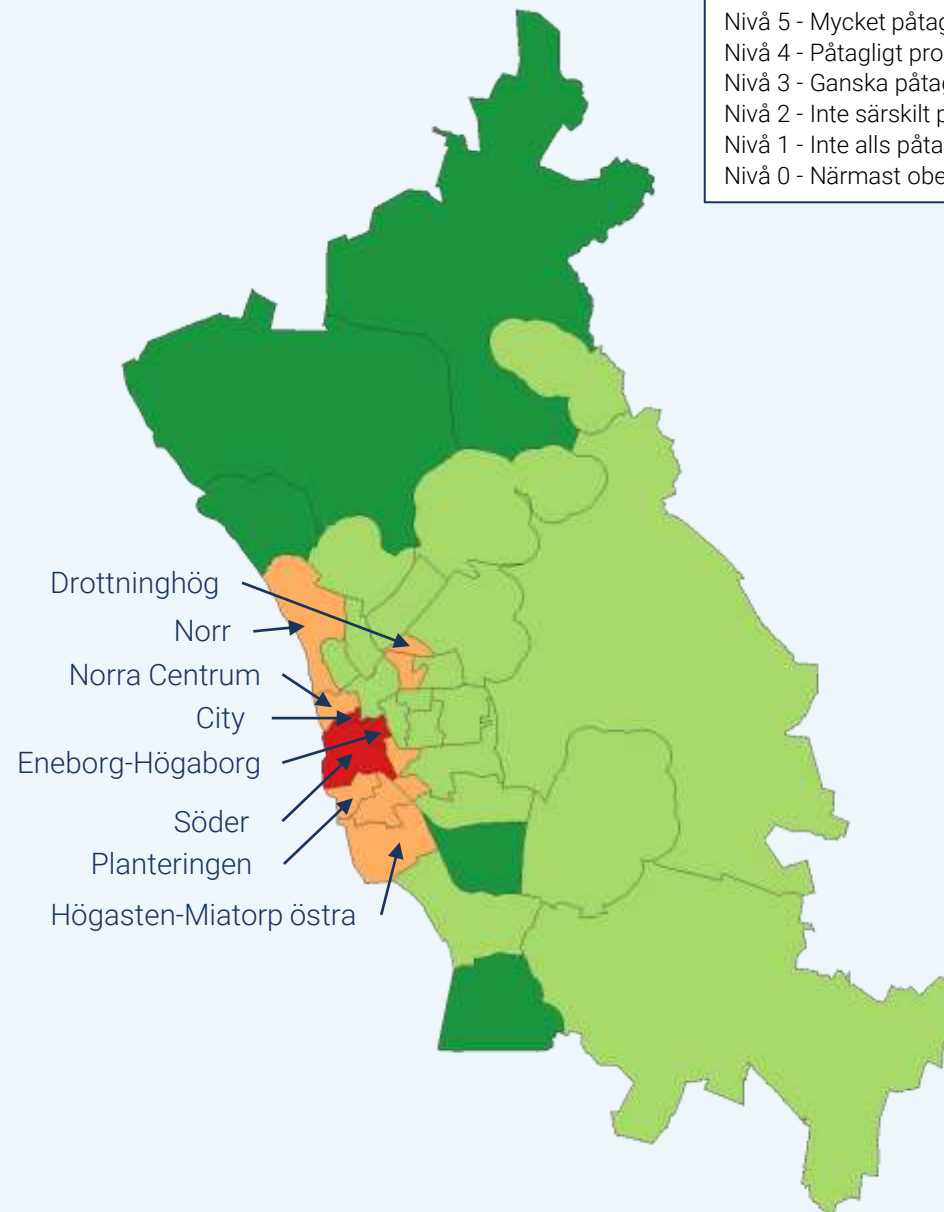 Nivå 5 - Mycket påtag
Nivå 4 - Påtagligt pro
Nivå 3 - Ganska påtag
Nivå 2 - Inte särskilt p
Nivå 1 - Inte alls påta
Nivå 0 - Närmast obe
Drottninghög
Norr
Norra Centrum
City
Eneborg-Högaborg
Söder
Planteringen
Högasten-Miatorp östra